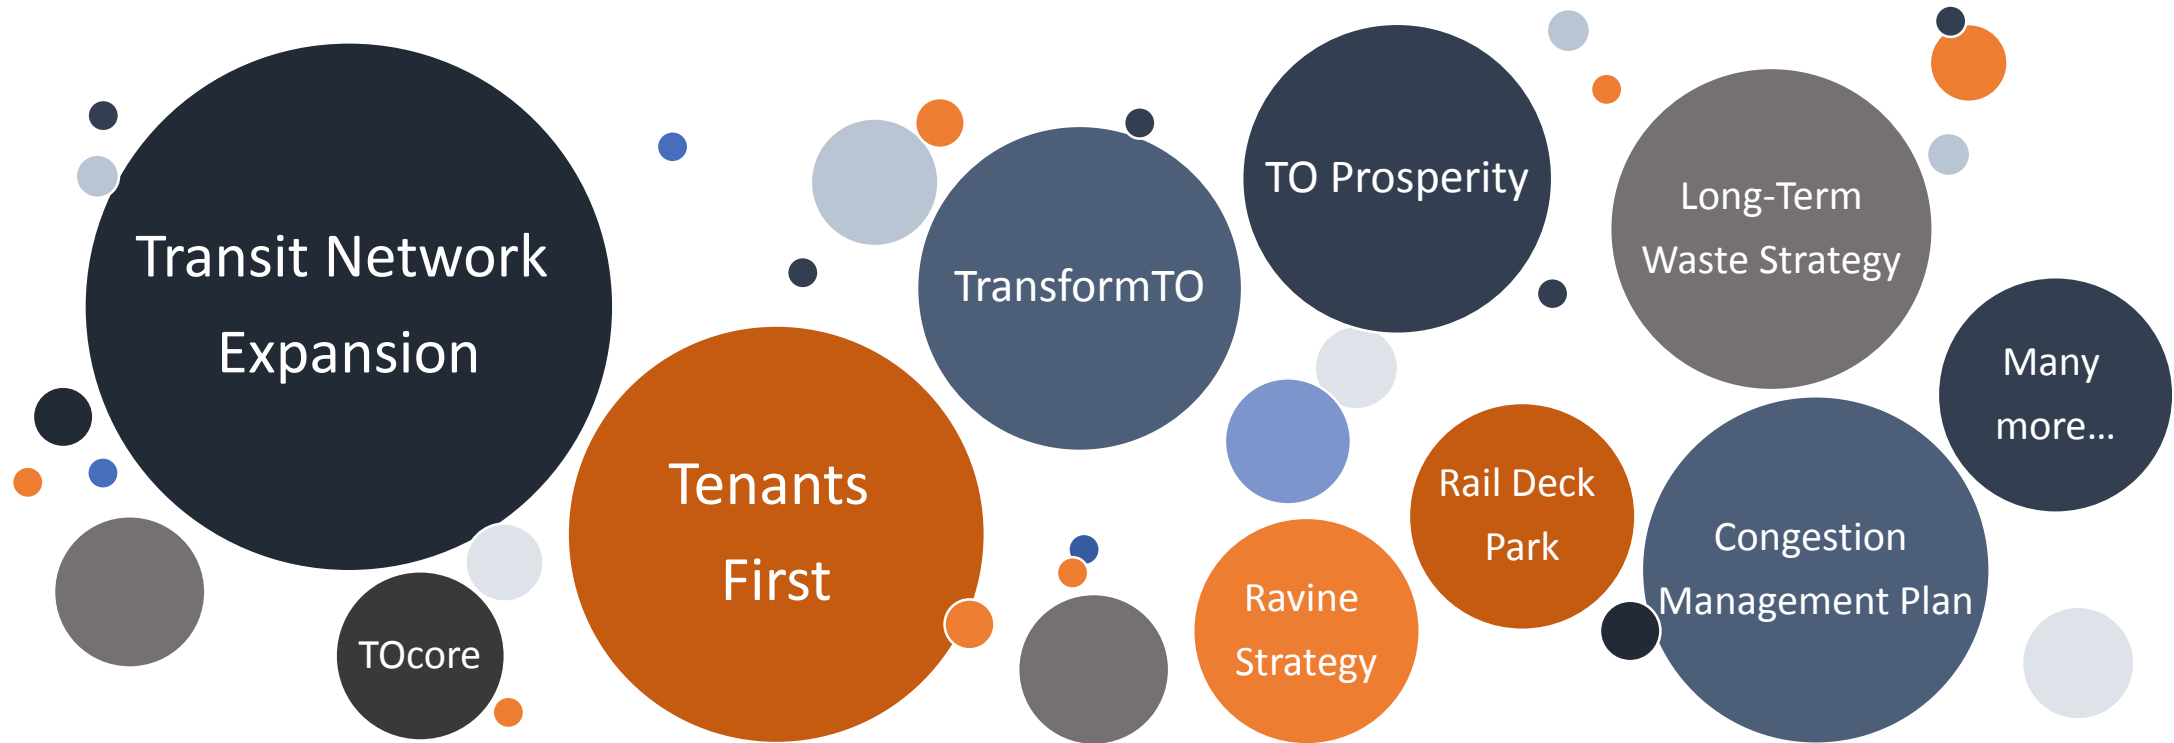 Transit Network
Expansion
Tenants
First
TOcore
TransformTO
TO Prosperity
Long-Term
Waste Strategy
Many
more…
Rail Deck
Park
Ravine
Strategy
Congestion
Management Plan